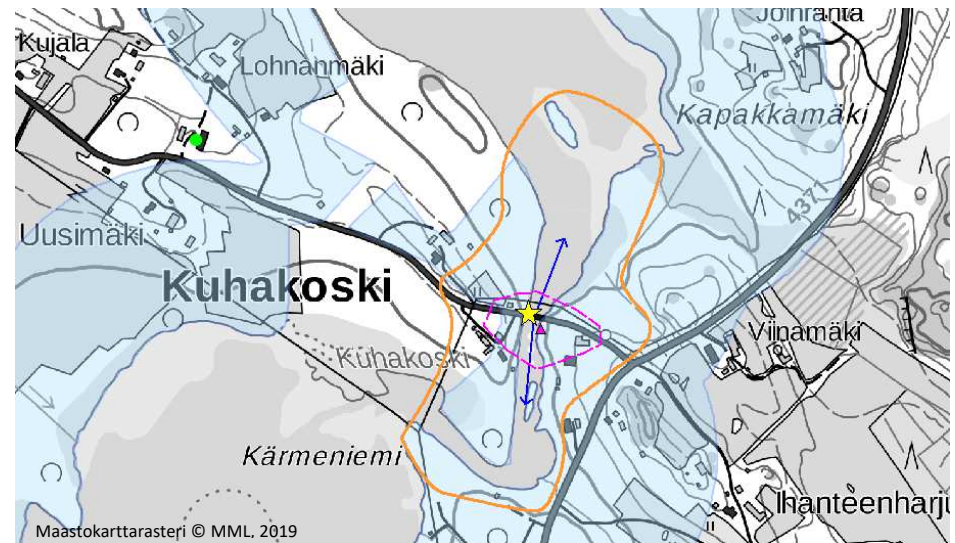 Joinranta
Kujala
Lohnanmäki
Kapakkamäki
4371
Uusimäki
Kuhakoski
Viinamäki
Kuhakoski
Kärmeniemi
Ihanteenharju
Maastokarttarasteri © MML, 2019